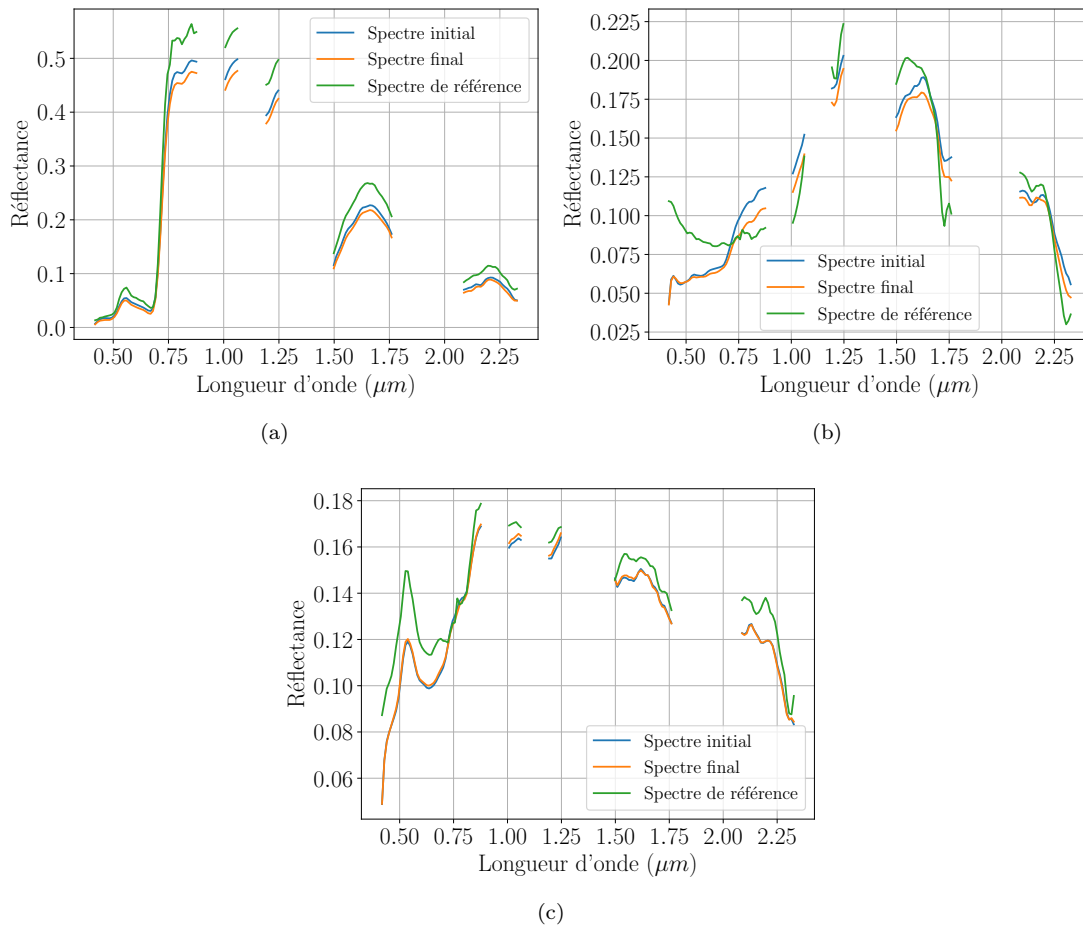 Spectre initial
Spectre final
Spectre de référence
0.5
0.4
0.3
0.2
0.1
0.0
Réflectance
0.50 0.75 1.00 1.25 1.50 1.75 2.00 2.25
Longueur d'onde (μm)
(a)
0.225
0.200
0.175
0.150
0.125
0.100
0.075
0.050
0.025
Réflectance
Spectre initial
Spectre final
Spectre de référence
0.50 0.75 1.00 1.25 1.50 1.75 2.00 2.25
Longueur d'onde (μm)
(b)
0.18
0.16
0.14
0.12
0.10
0.08
0.06
Réflectance
Spectre initial
Spectre final
Spectre de référence
0.50 0.75 1.00 1.25 1.50 1.75 2.00 2.25
Longueur d'onde (μm)
(c)